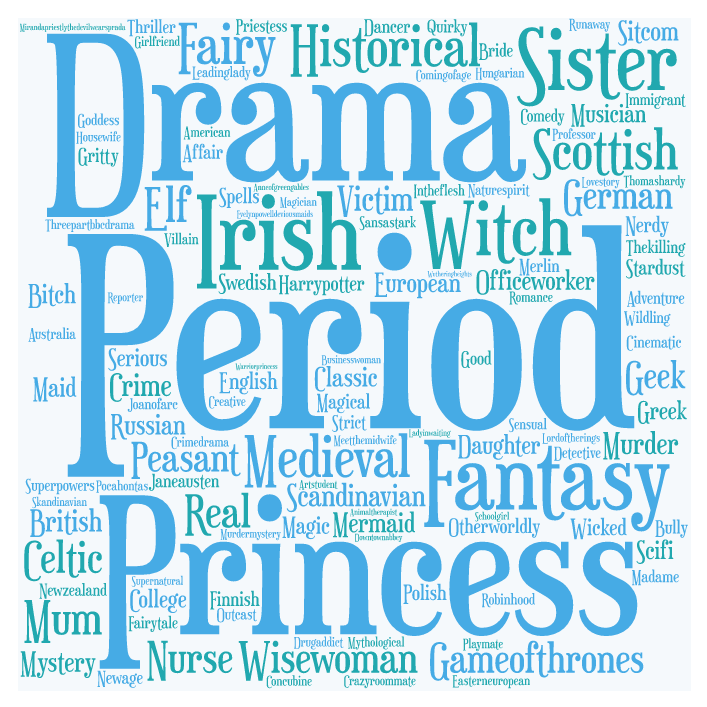 Mirandapriestlythedevilwearsprada Thriller Priestess Dancer Quirky Runaway Sitcom
Girlfriend Fairy Historical Bride Sister
Leadinglady Comingofage Hungarian
Drama
Goddess American Comedy Musician Immigrant
Housewife Affair Professor
Gritty Scottish
Elf Spells Anneofgreengables Victim Intheflesh Naturespirit Lovestory Thomashardy
Magician German
Threepartbbcdrama Villain Irish Sansastark Witch Nerdy
Thekilling
Swedish Harrypotter European Wutheringheights Merlin Officeworker Stardust
Romance
Bitch Reporter Period Adventure
Australia Wildling
Cinematic
Serious Warriorprincess Businesswoman Good
Maid Crime English Classic Geek
Joanofarc Creative Magical Greek
Russian Strict Sensual
Crimedrama Meetthemidwife Ladyinwaiting Lordoftherings
Peasant Medieval Fantasy Daughter Detective Murder
Superpowers Pocahontas Janeausten Artstudent
Skandinavian Scandinavian
British Real Magic Animaltherapist Mermaid Schoolgirl Otherworldly Wicked Bully
Murdermystery Downtownabbey
Celtic Princess Scifi
Newzealand Supernatural Madame
College Finnish Polish Robinhood
Mum Fairytale Outcast
Drugaddict Mythological Playmate
Mystery Nurse Wisewoman Gameofthrones
Newage Concubine Crazyroommate Easterneuropean